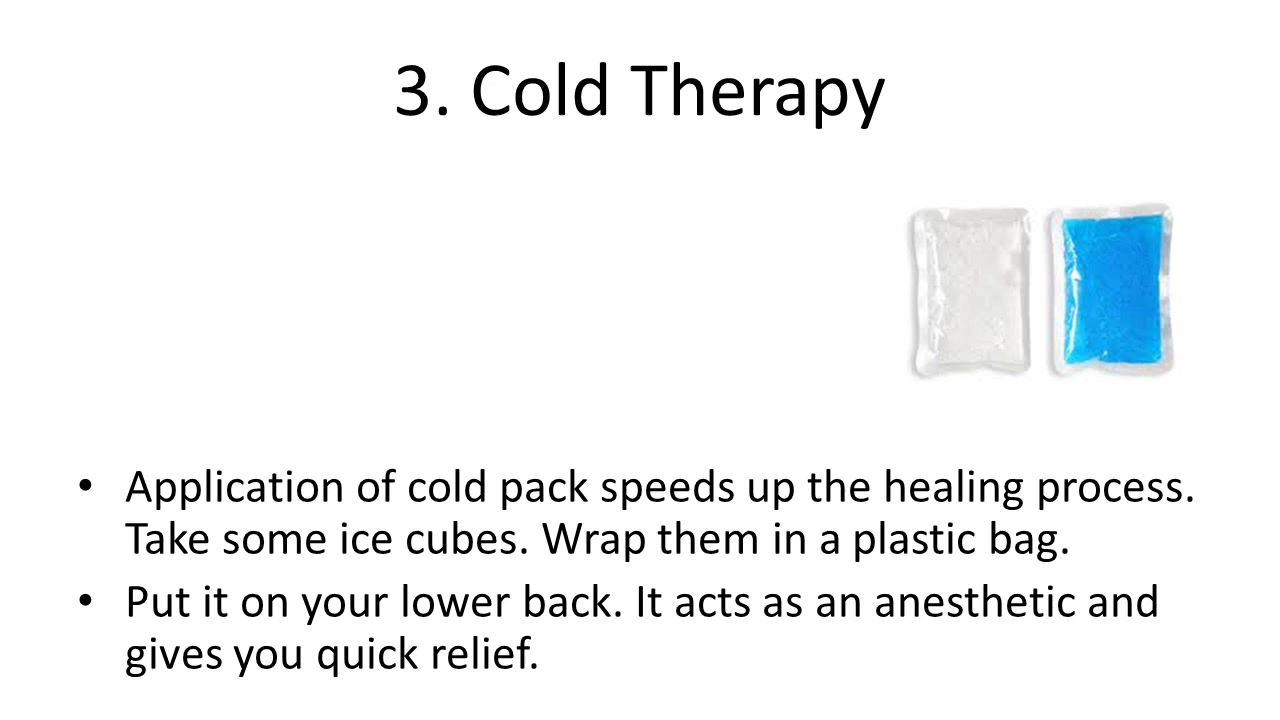 3. Cold Therapy
• Application of cold pack speeds up the healing process.
Take some ice cubes. Wrap them in a plastic bag.
• Put it on your lower back. It acts as an anesthetic and
gives you quick relief.